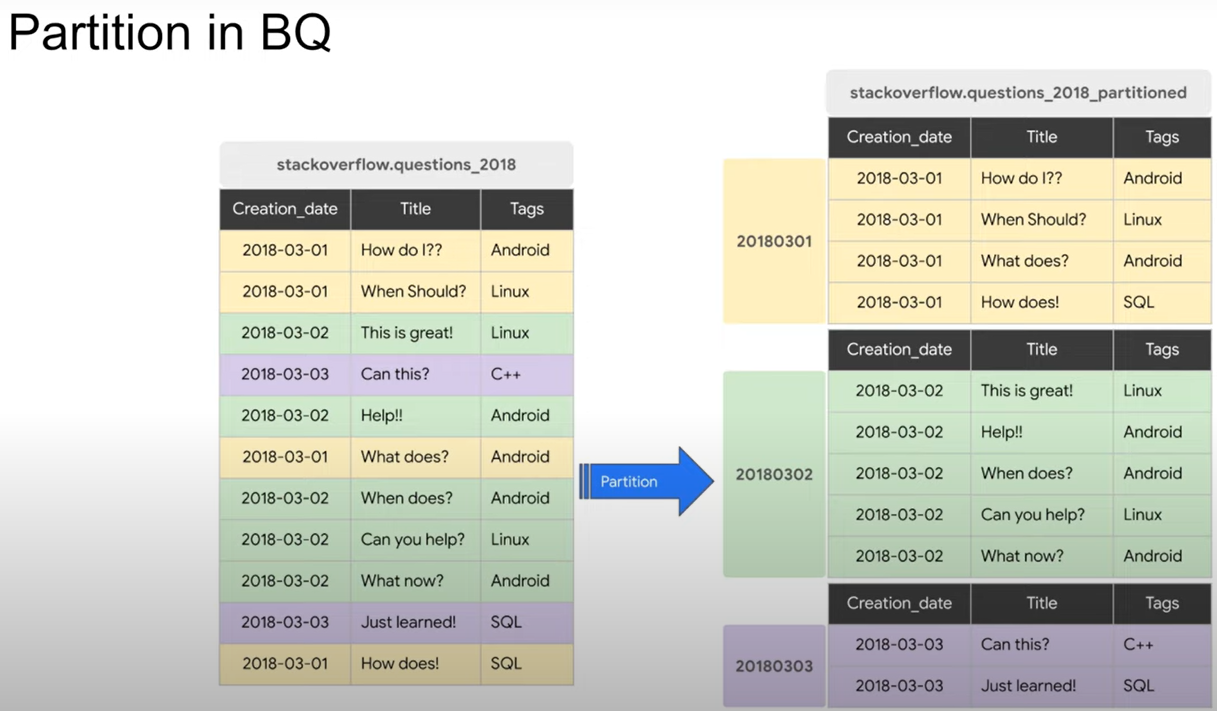 Partition in BQ
stackoverflow.questions_2018
Creation_date Title Tags
2018-03-01 How do I?? Android
2018-03-01 When Should? Linux
2018-03-02 This is great! Linux
2018-03-03 Can this? C++
2018-03-02 Help!! Android
2018-03-01 What does? Android
2018-03-02 When does? Android
2018-03-02 Can you help? Linux
2018-03-02 What now? Android
2018-03-03 Just learned! SQL
2018-03-01 How does! SQL
Partition
stackoverflow.questions_2018_partitioned
Creation_date Title Tags
20180301
2018-03-01 How do I?? Android
2018-03-01 When Should? Linux
2018-03-01 What does? Android
2018-03-01 How does! SQL
Creation_date Title Tags
20180302
2018-03-02 This is great! Linux
2018-03-02 Help!! Android
2018-03-02 When does? Android
2018-03-02 Can you help? Linux
2018-03-02 What now? Android
Creation_date Title Tags
20180303
2018-03-03 Can this? C++
2018-03-03 Just learned! SQL